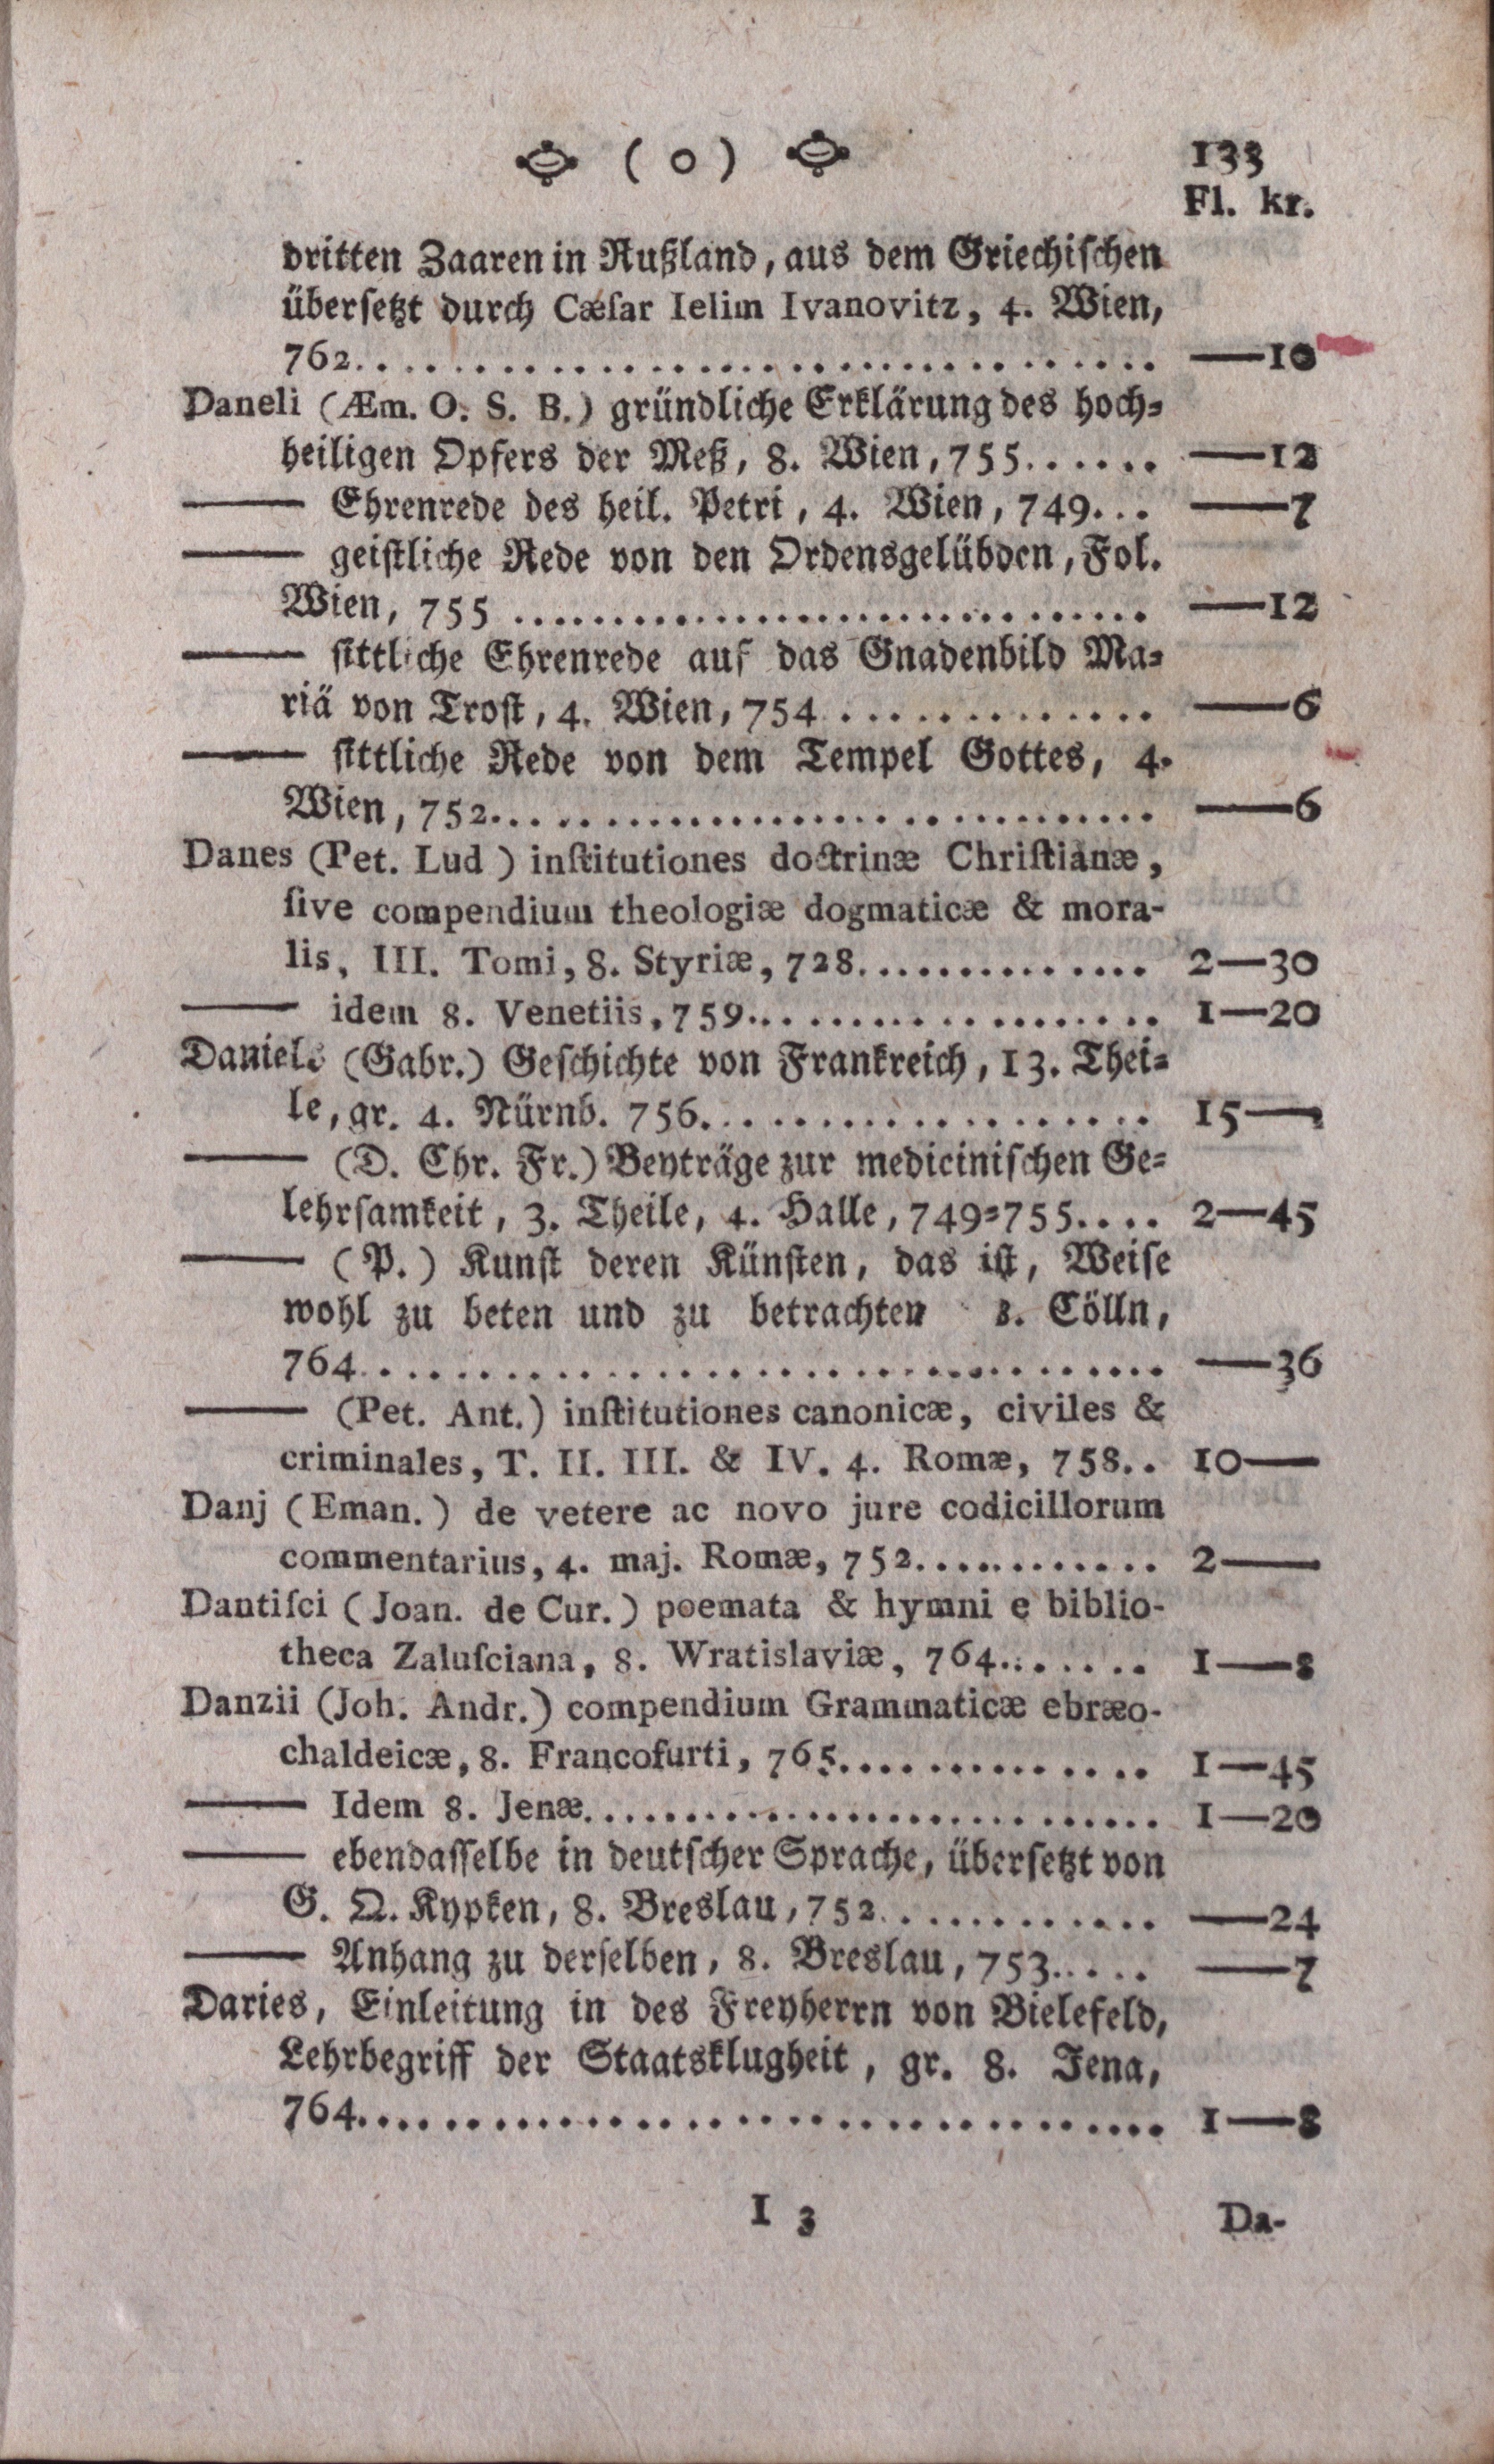 ( o ) 133
Fl. kr.
dritten Zaaren in Rußland, aus dem Griechischen
übersetzt durch Cæſar Ielim Ivanovitz, 4. Wien,
762. . . . . . . . . . . . . . . . . . . . . . . . . . . . . . —10
Daneli (Æm. O. S. B.) gründliche Erklärung des hoch=
heiligen Opfers der Meß, 8. Wien, 755. . . . . . —12
—— Ehrenrede des heil. Petri, 4. Wien, 749. . . —7
—— geistliche Rede von den Ordensgelübden, Fol.
Wien, 755 . . . . . . . . . . . . . . . . . . . . . . . . —12
—— sittliche Ehrenrede auf das Gnadenbild Ma=
riä von Trost, 4. Wien, 754 . . . . . . . . . . . . —6
—— sittliche Rede von dem Tempel Gottes, 4.
Wien, 752. . . . . . . . . . . . . . . . . . . . . . . . —6
Danes (Pet. Lud ) inſtitutiones doctrinæ Chriſtianæ,
ſive compendium theologiæ dogmaticæ & mora-
lis, III. Tomi, 8. Styriæ, 728. . . . . . . . . . . . 2—30
—— idem 8. Venetiis, 759. . . . . . . . . . . . . . . . 1—20
Daniels (Gabr.) Geschichte von Frankreich, 13. Thei=
le, gr. 4. Nürnb. 756. . . . . . . . . . . . . . . . . 15—
—— (D. Chr. Fr.) Beyträge zur medicinischen Ge=
lehrsamkeit, 3. Theile, 4. Halle, 749=755. . . . 2—45
—— (P.) Kunst deren Künsten, das ist, Weise
wohl zu beten und zu betrachten 8. Cölln,
764. . . . . . . . . . . . . . . . . . . . . . . . . . . . . —36
—— (Pet. Ant.) inſtitutiones canonicæ, civiles &
criminales, T. II. III. & IV. 4. Romæ, 758. . 10—
Danj (Eman.) de vetere ac novo jure codicillorum
commentarius, 4. maj. Romæ, 752. . . . . . . . . . 2—
Dantiſci (Joan. de Cur.) poemata & hymni e biblio-
theca Zaluſciana, 8. Wratislaviæ, 764. . . . . . . 1—8
Danzii (Joh. Andr.) compendium Grammaticæ ebræo-
chaldeicæ, 8. Francofurti, 765. . . . . . . . . . . . 1—45
—— Idem 8. Jenæ. . . . . . . . . . . . . . . . . . . . . . 1—20
—— ebendasselbe in deutscher Sprache, übersetzt von
G. D. Kypken, 8. Breslau, 752. . . . . . . . . . . —24
—— Anhang zu derselben, 8. Breslau, 753. . . . . —7
Daries, Einleitung in des Freyherrn von Bielefeld,
Lehrbegriff der Staatsklugheit, gr. 8. Jena,
764. . . . . . . . . . . . . . . . . . . . . . . . . . . . . 1—8
I 3 Da-